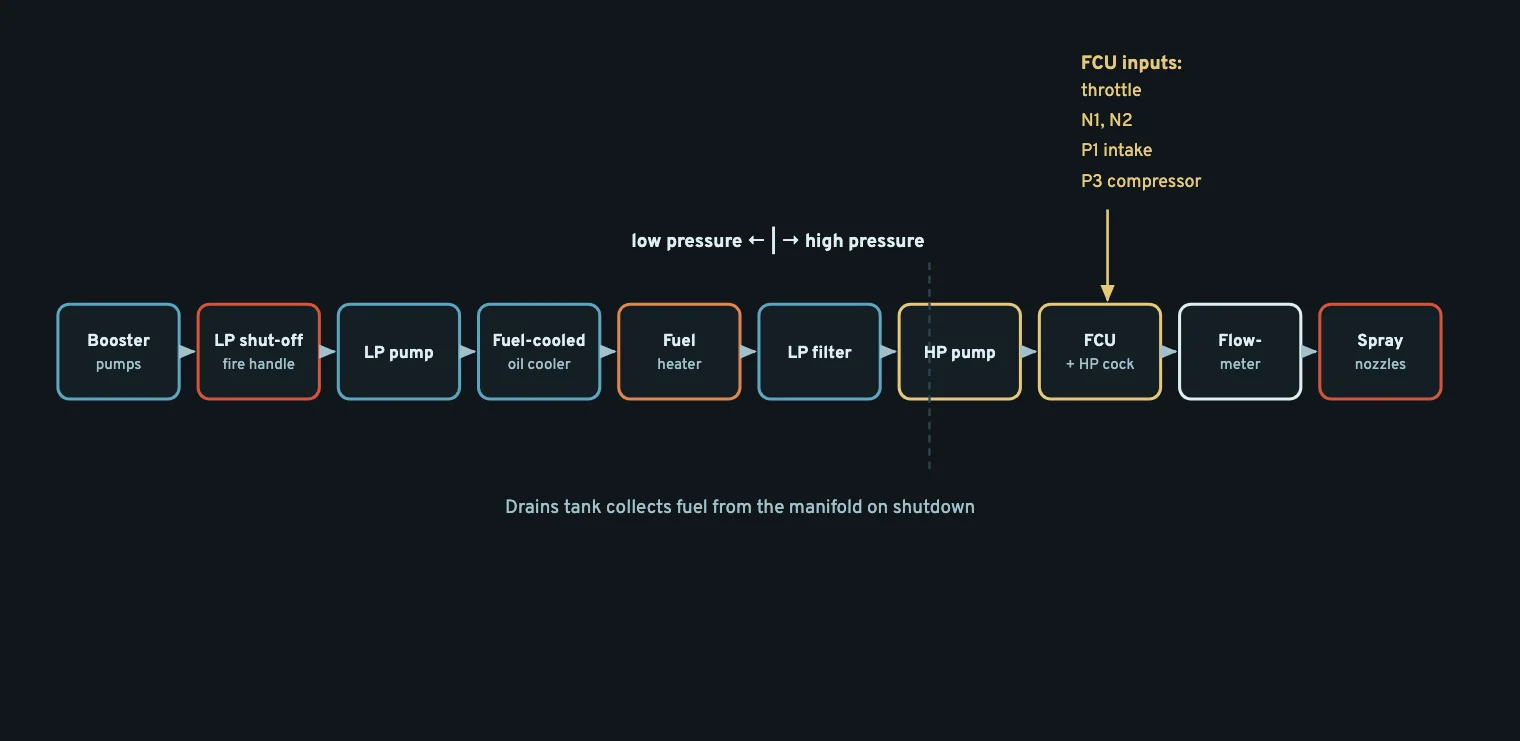 FCU inputs:
throttle
N1, N2
P1 intake
P3 compressor
low pressure ← | → high pressure
Booster
pumps
LP shut-off
fire handle
LP pump
Fuel-cooled
oil cooler
Fuel
heater
LP filter
HP pump
FCU
+ HP cock
Flow-
meter
Spray
nozzles
Drains tank collects fuel from the manifold on shutdown